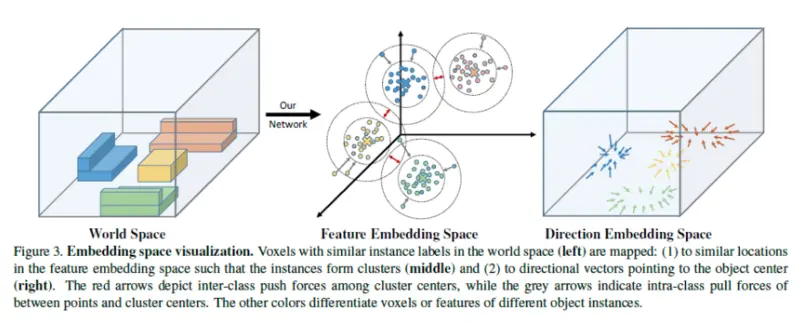 Our
Network
World Space
Feature Embedding Space
Direction Embedding Space
Figure 3. Embedding space visualization. Voxels with similar instance labels in the world space (left) are mapped: (1) to similar locations
in the feature embedding space such that the instances form clusters (middle) and (2) to directional vectors pointing to the object center
(right). The red arrows depict inter-class push forces among cluster centers, while the grey arrows indicate intra-class pull forces of
between points and cluster centers. The other colors differentiate voxels or features of different object instances.